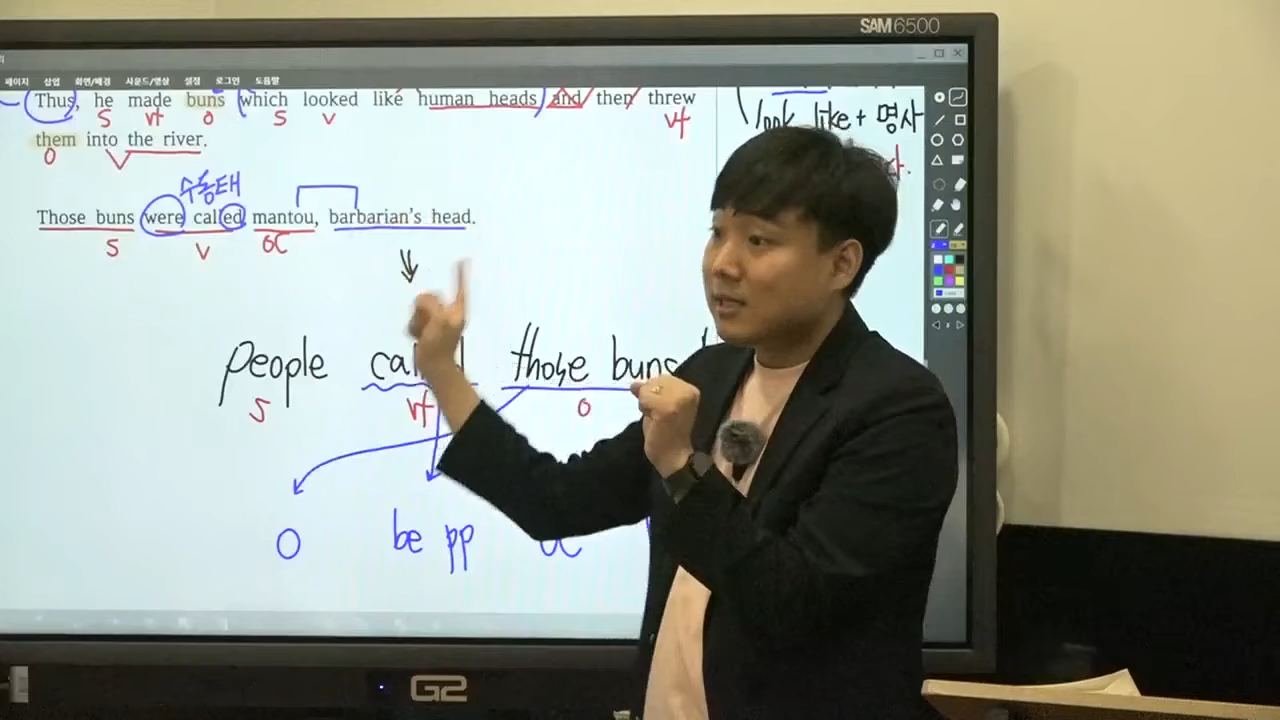 SAM6500
페이지 삽입 화면/배경 사운드/영상 설정 로그인 도움말
Thus, he made buns which looked like human heads and then threw
S vt O S V vt
them into the river.
O
look like + 명사
수동태
Those buns were called mantou, barbarian's head.
S V OC
people those buns
S vt O
O be pp
G2